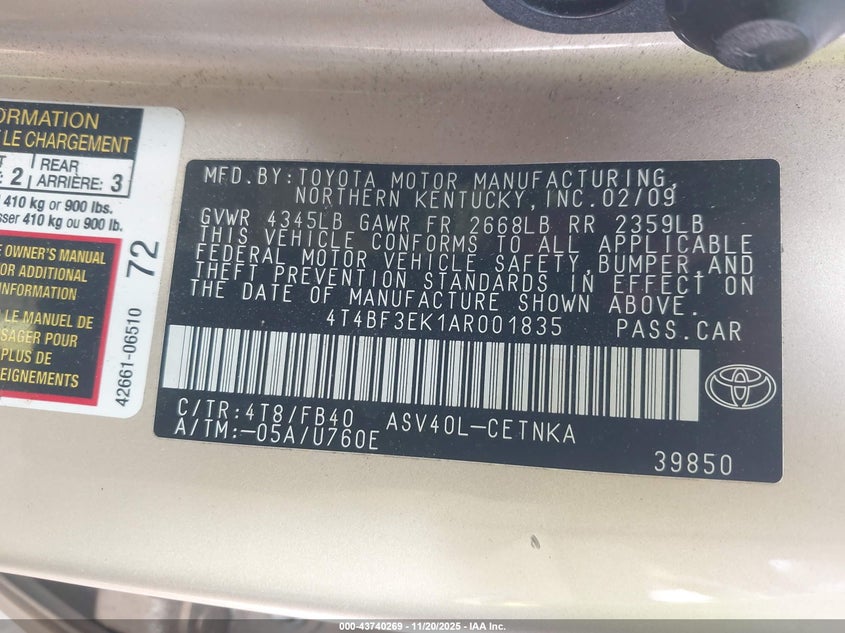 ORMATION
LE CHARGEMENT
2
REAR
ARRIÈRE: 3
410 kg or 900 lbs.
sser 410 kg ou 900 lb.
E OWNER'S MANUAL
OR ADDITIONAL
INFORMATION
LE MANUEL DE
SAGER POUR
PLUS DE
EIGNEMENTS
42661-06510
72
MFD.BY:TOYOTA MOTOR MANUFACTURING,
NORTHERN KENTUCKY, INC.02/09
GVWR 4345LB GAWR FR 2668LB RR 2359LB
THIS VEHICLE CONFORMS TO ALL APPLICABLE
FEDERAL MOTOR VEHICLE SAFETY,BUMPER,AND
THEFT PREVENTION STANDARDS IN EFFECT ON
THE DATE OF MANUFACTURE SHOWN ABOVE.
4T4BF3EK1AR001835 PASS.CAR
C/TR:4T8/FB40 ASV40L-CETNKA
A/TM:-05A/U760E
39850
000-43740269 - 11/20/2025 - IAA Inc.